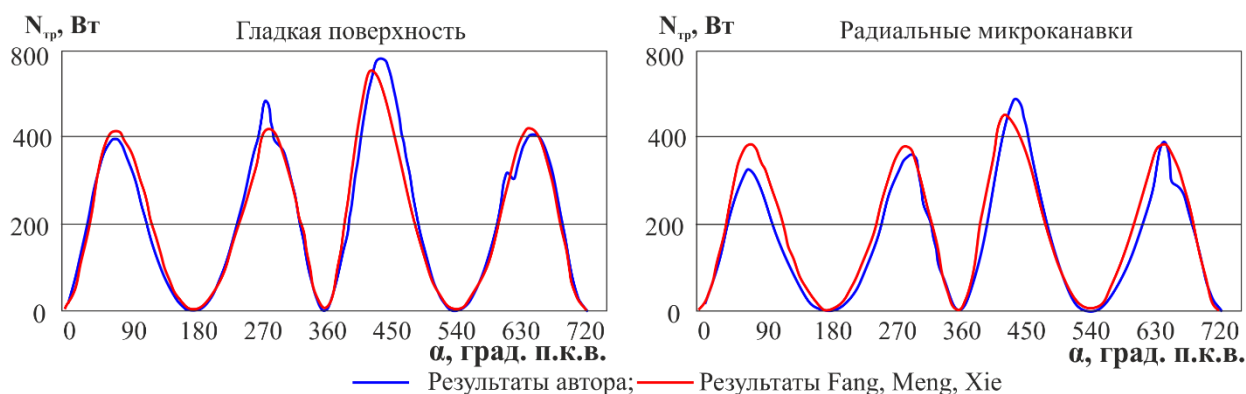 Nтр, Вт
Гладкая поверхность
800
400
200
0
0 90 180 270 360 450 540 630 720
α, град. п.к.в.
Nтр, Вт
Радиальные микроканавки
800
400
200
0
0 90 180 270 360 450 540 630 720
α, град. п.к.в.
Результаты автора; Результаты Fang, Meng, Xie